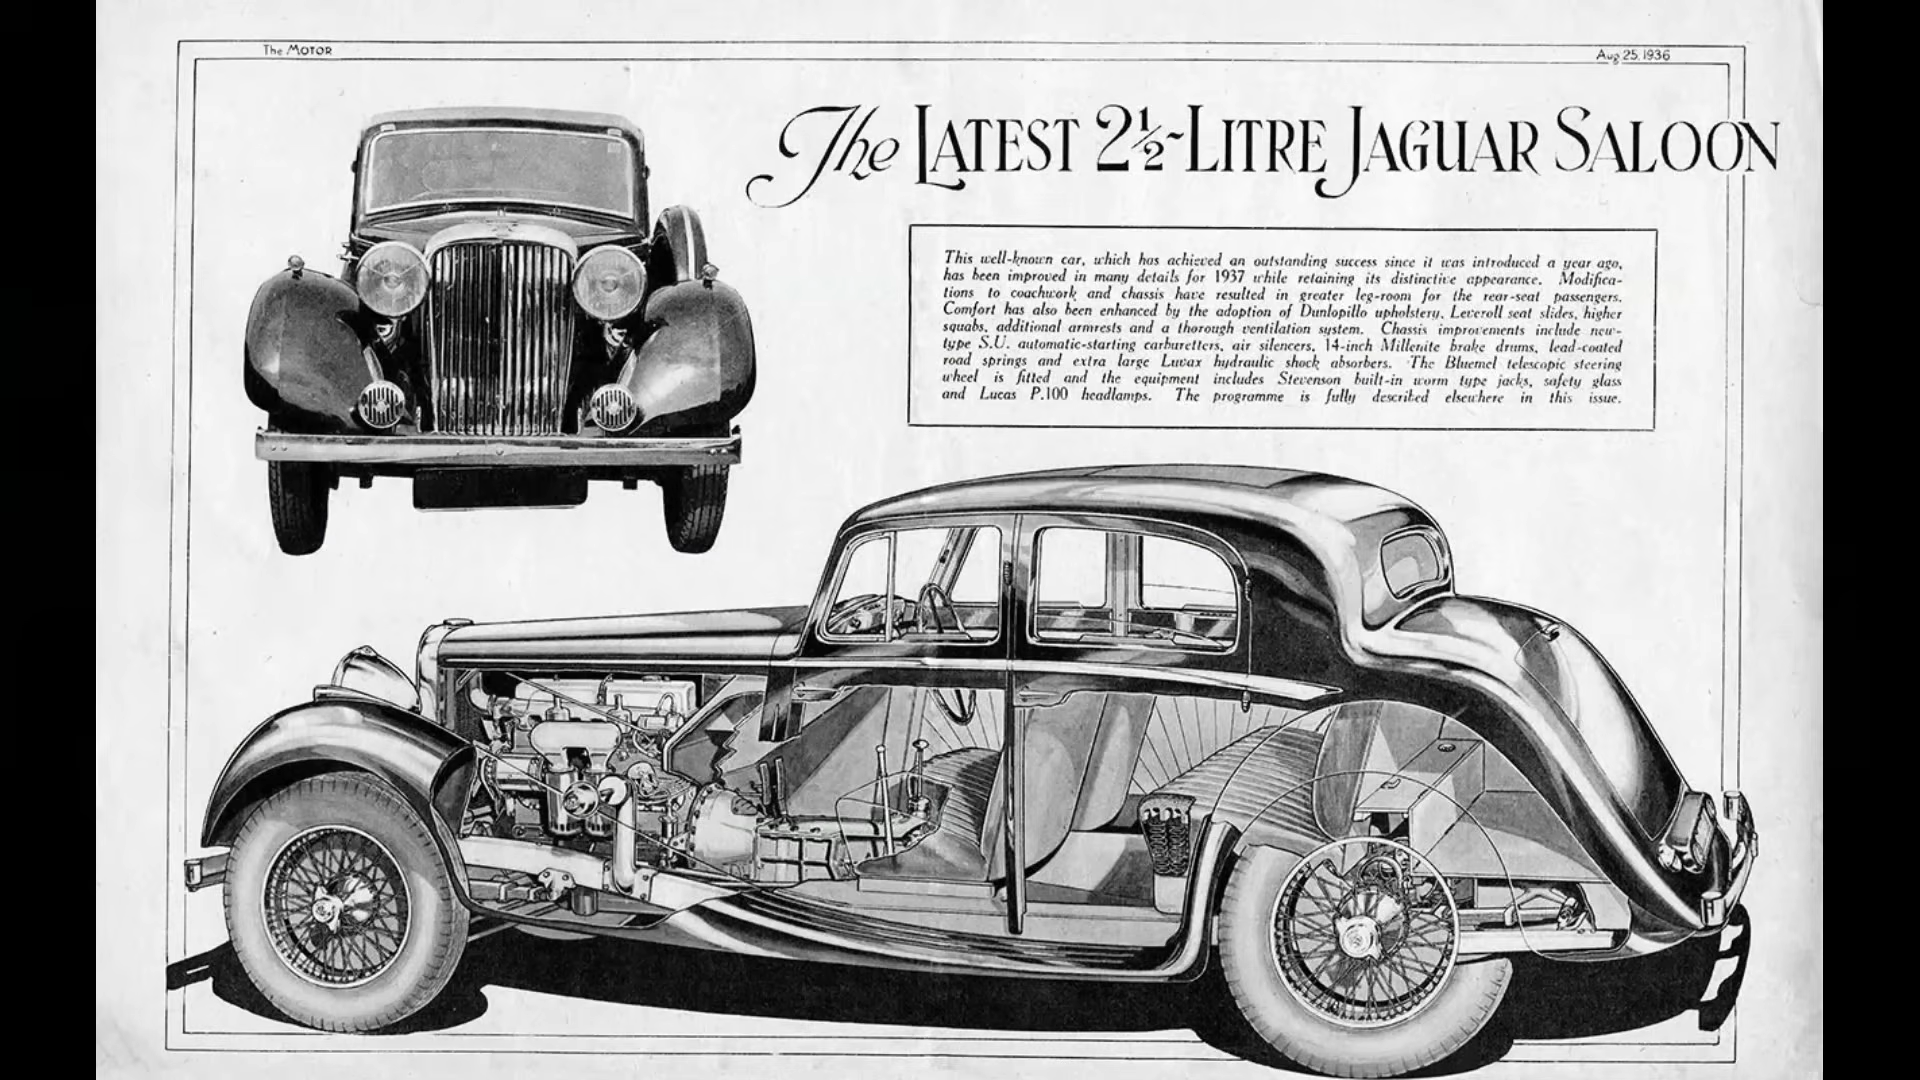 The MOTOR
Aug 25, 1936
The LATEST 2½-LITRE JAGUAR SALOON
This well-known car, which has achieved an outstanding success since it was introduced a year ago,
has been improved in many details for 1937 while retaining its distinctive appearance. Modifica-
tions to coachwork and chassis have resulted in greater leg-room for the rear-seat passengers.
Comfort has also been enhanced by the adoption of Dunlopillo upholstery, Leveroll seat slides, higher
squabs, additional armrests and a thorough ventilation system. Chassis improvements include new-
type S.U. automatic-starting carburetters, air silencers, 14-inch Millenite brake drums, lead-coated
road springs and extra large Luvax hydraulic shock absorbers. The Bluemel telescopic steering
wheel is fitted and the equipment includes Stevenson built-in worm type jacks, safety glass
and Lucas P.100 headlamps. The programme is fully described elsewhere in this issue.